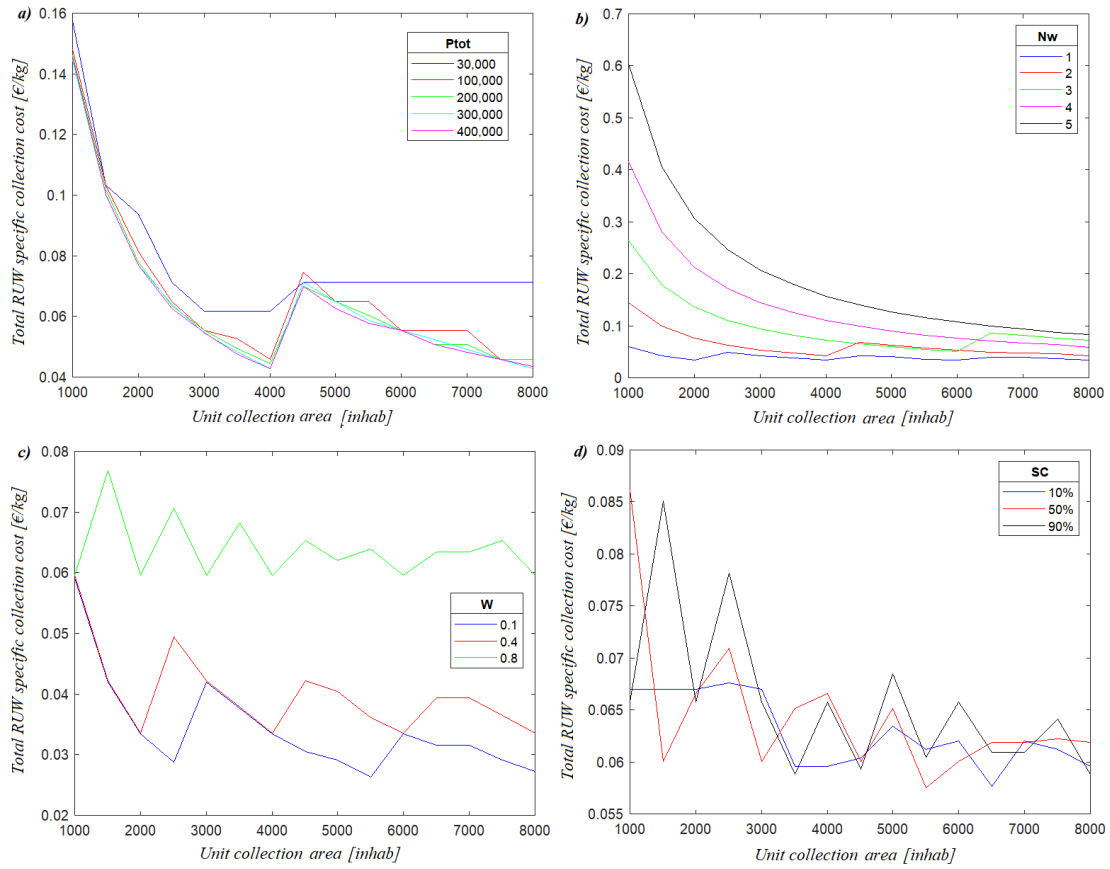 a)
Total RUW specific collection cost [€/kg]
0.16
0.14
0.12
0.1
0.08
0.06
0.04
Ptot
30,000
100,000
200,000
300,000
400,000
1000 2000 3000 4000 5000 6000 7000 8000
Unit collection area [inhab]
b)
Total RUW specific collection cost [€/kg]
0.7
0.6
0.5
0.4
0.3
0.2
0.1
0
Nw
1
2
3
4
5
1000 2000 3000 4000 5000 6000 7000 8000
Unit collection area [inhab]
c)
Total RUW specific collection cost [€/kg]
0.08
0.07
0.06
0.05
0.04
0.03
0.02
W
0.1
0.4
0.8
1000 2000 3000 4000 5000 6000 7000 8000
Unit collection area [inhab]
d)
Total RUW specific collection cost [€/kg]
0.09
0.085
0.08
0.075
0.07
0.065
0.06
0.055
SC
10%
50%
90%
1000 2000 3000 4000 5000 6000 7000 8000
Unit collection area [inhab]